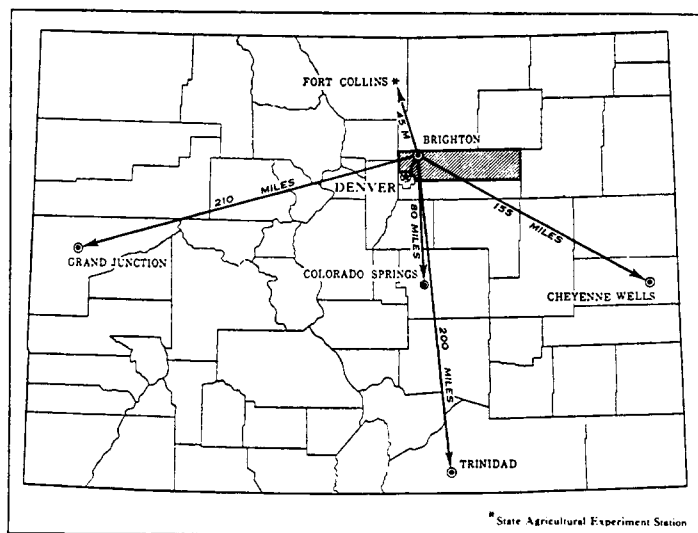 FORT COLLINS *
45 M
BRIGHTON
DENVER
210 MILES
80 MILES
155 MILES
GRAND JUNCTION
COLORADO SPRINGS
CHEYENNE WELLS
200 MILES
TRINIDAD
* State Agricultural Experiment Station